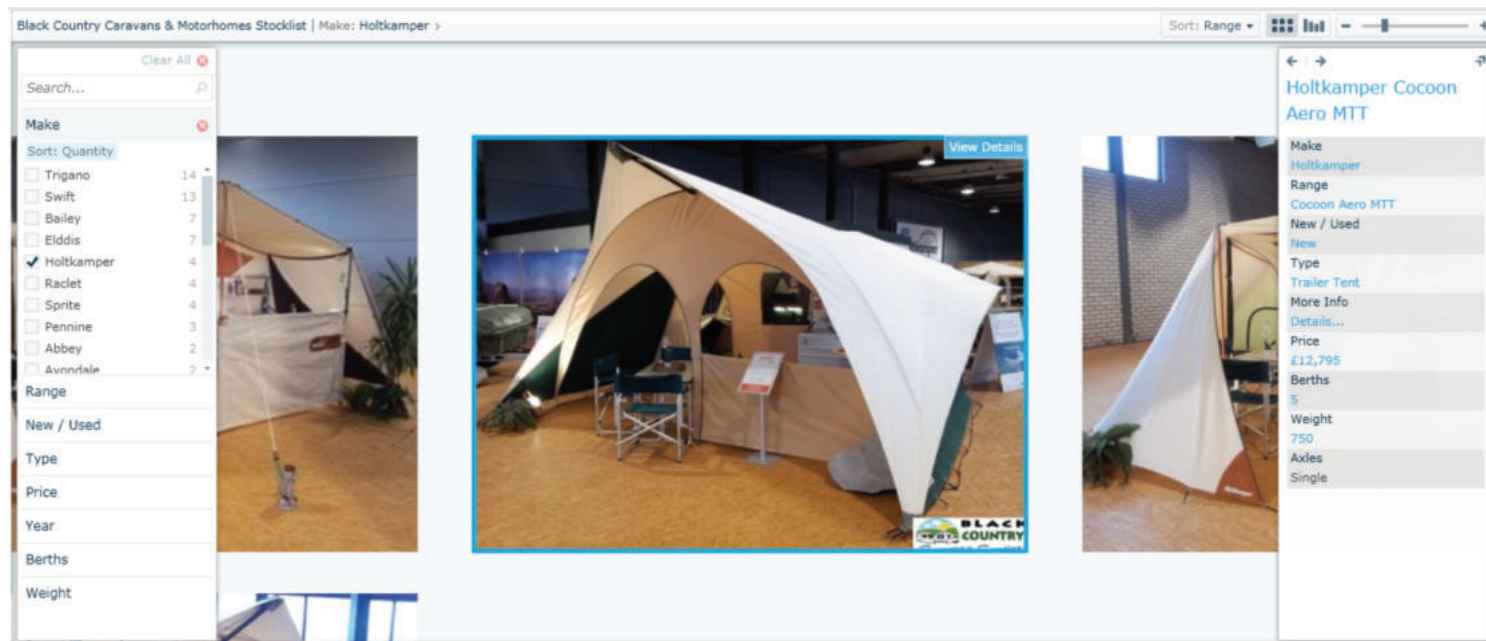 Black Country Caravans & Motorhomes Stocklist | Make: Holtkamper >
Sort: Range
Clear All
Search...
Make
Sort: Quantity
Trigano 14
Swift 13
Bailey 7
Elddis 7
Holtkamper 4
Raclet 4
Sprite 4
Pennine 3
Abbey 2
Avondale 2
Range
New / Used
Type
Price
Year
Berths
Weight
View Details
BLACK
COUNTRY
Holtkamper Cocoon
Aero MTT
Make
Holtkamper
Range
Cocoon Aero MTT
New / Used
New
Type
Trailer Tent
More Info
Details...
Price
£12,795
Berths
5
Weight
750
Axles
Single